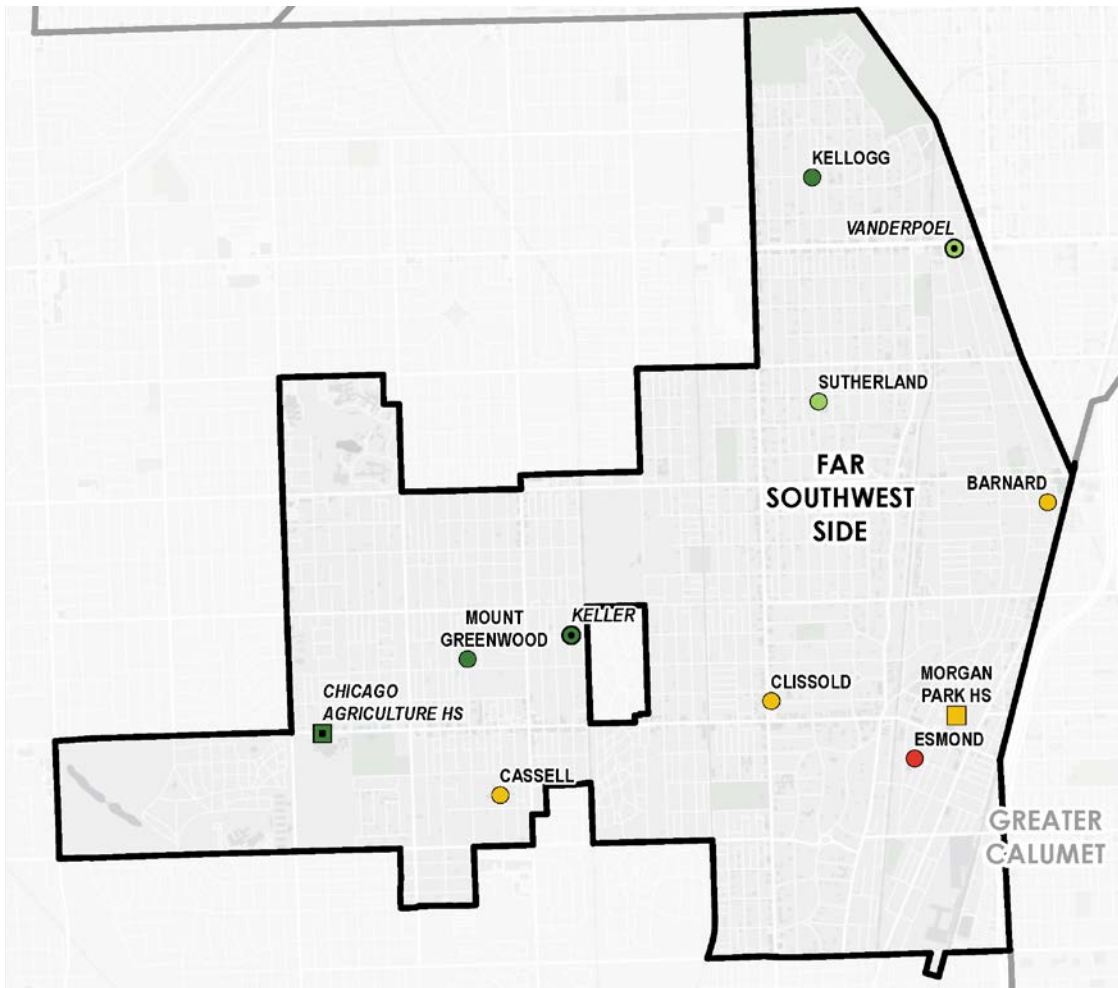 KELLOGG
VANDERPOEL
SUTHERLAND
FAR
SOUTHWEST
SIDE
BARNARD
MOUNT
GREENWOOD
KELLER
CHICAGO
AGRICULTURE HS
CLISSOLD
MORGAN
PARK HS
ESMOND
CASSELL
GREATER
CALUMET